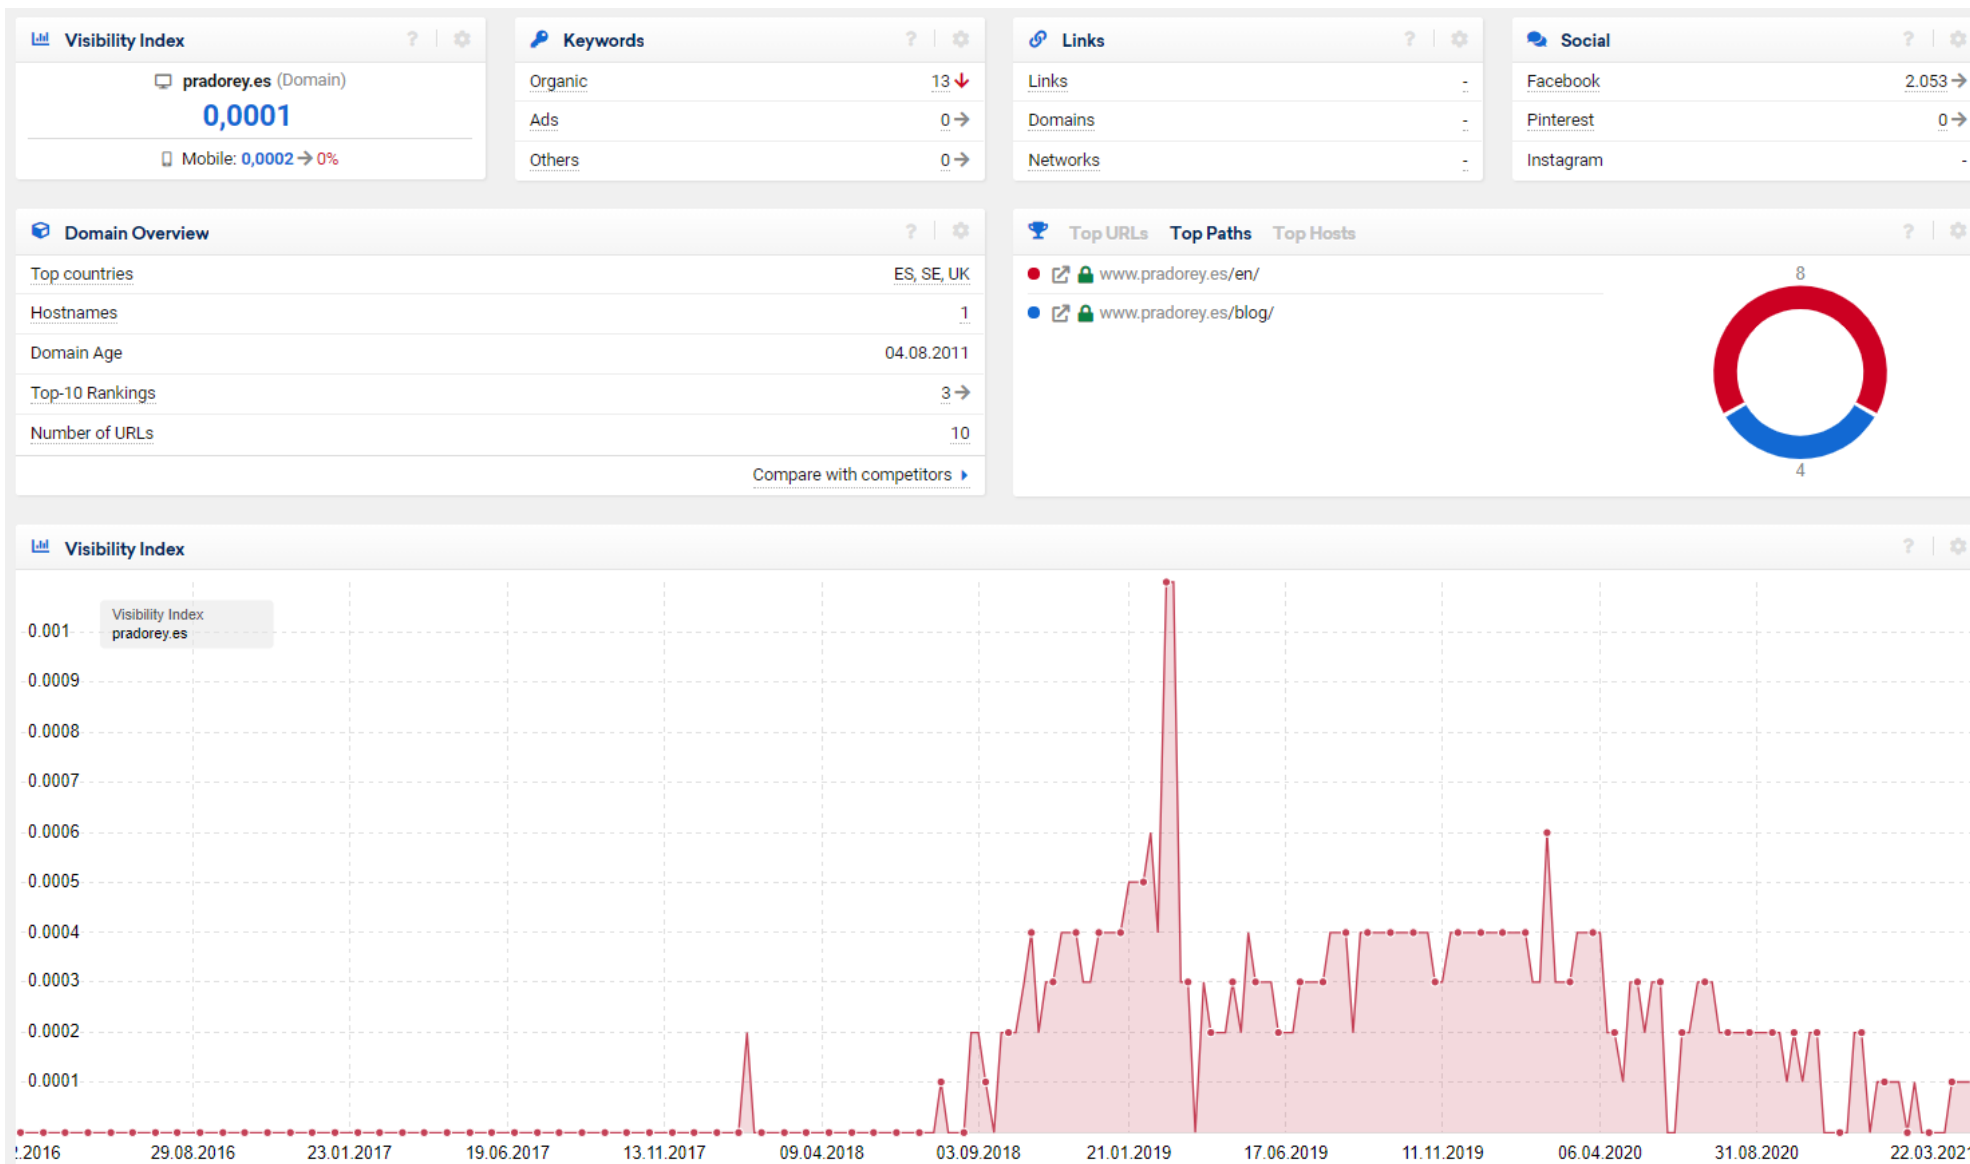 Visibility Index ?
pradorey.es (Domain)
0,0001
Mobile: 0,0002 → 0%
Keywords ?
Organic 13
Ads 0 →
Others 0 →
Links ?
Links -
Domains -
Networks -
Social ?
Facebook 2.053 →
Pinterest 0 →
Instagram -
Domain Overview ?
Top countries ES, SE, UK
Hostnames 1
Domain Age 04.08.2011
Top-10 Rankings 3 →
Number of URLs 10
Compare with competitors
Top URLs Top Paths Top Hosts ?
www.pradorey.es/en/
www.pradorey.es/blog/
8
4
Visibility Index ?
Visibility Index
pradorey.es
0.001
0.0009
0.0008
0.0007
0.0006
0.0005
0.0004
0.0003
0.0002
0.0001
.2016 29.08.2016 23.01.2017 19.06.2017 13.11.2017 09.04.2018 03.09.2018 21.01.2019 17.06.2019 11.11.2019 06.04.2020 31.08.2020 22.03.2021